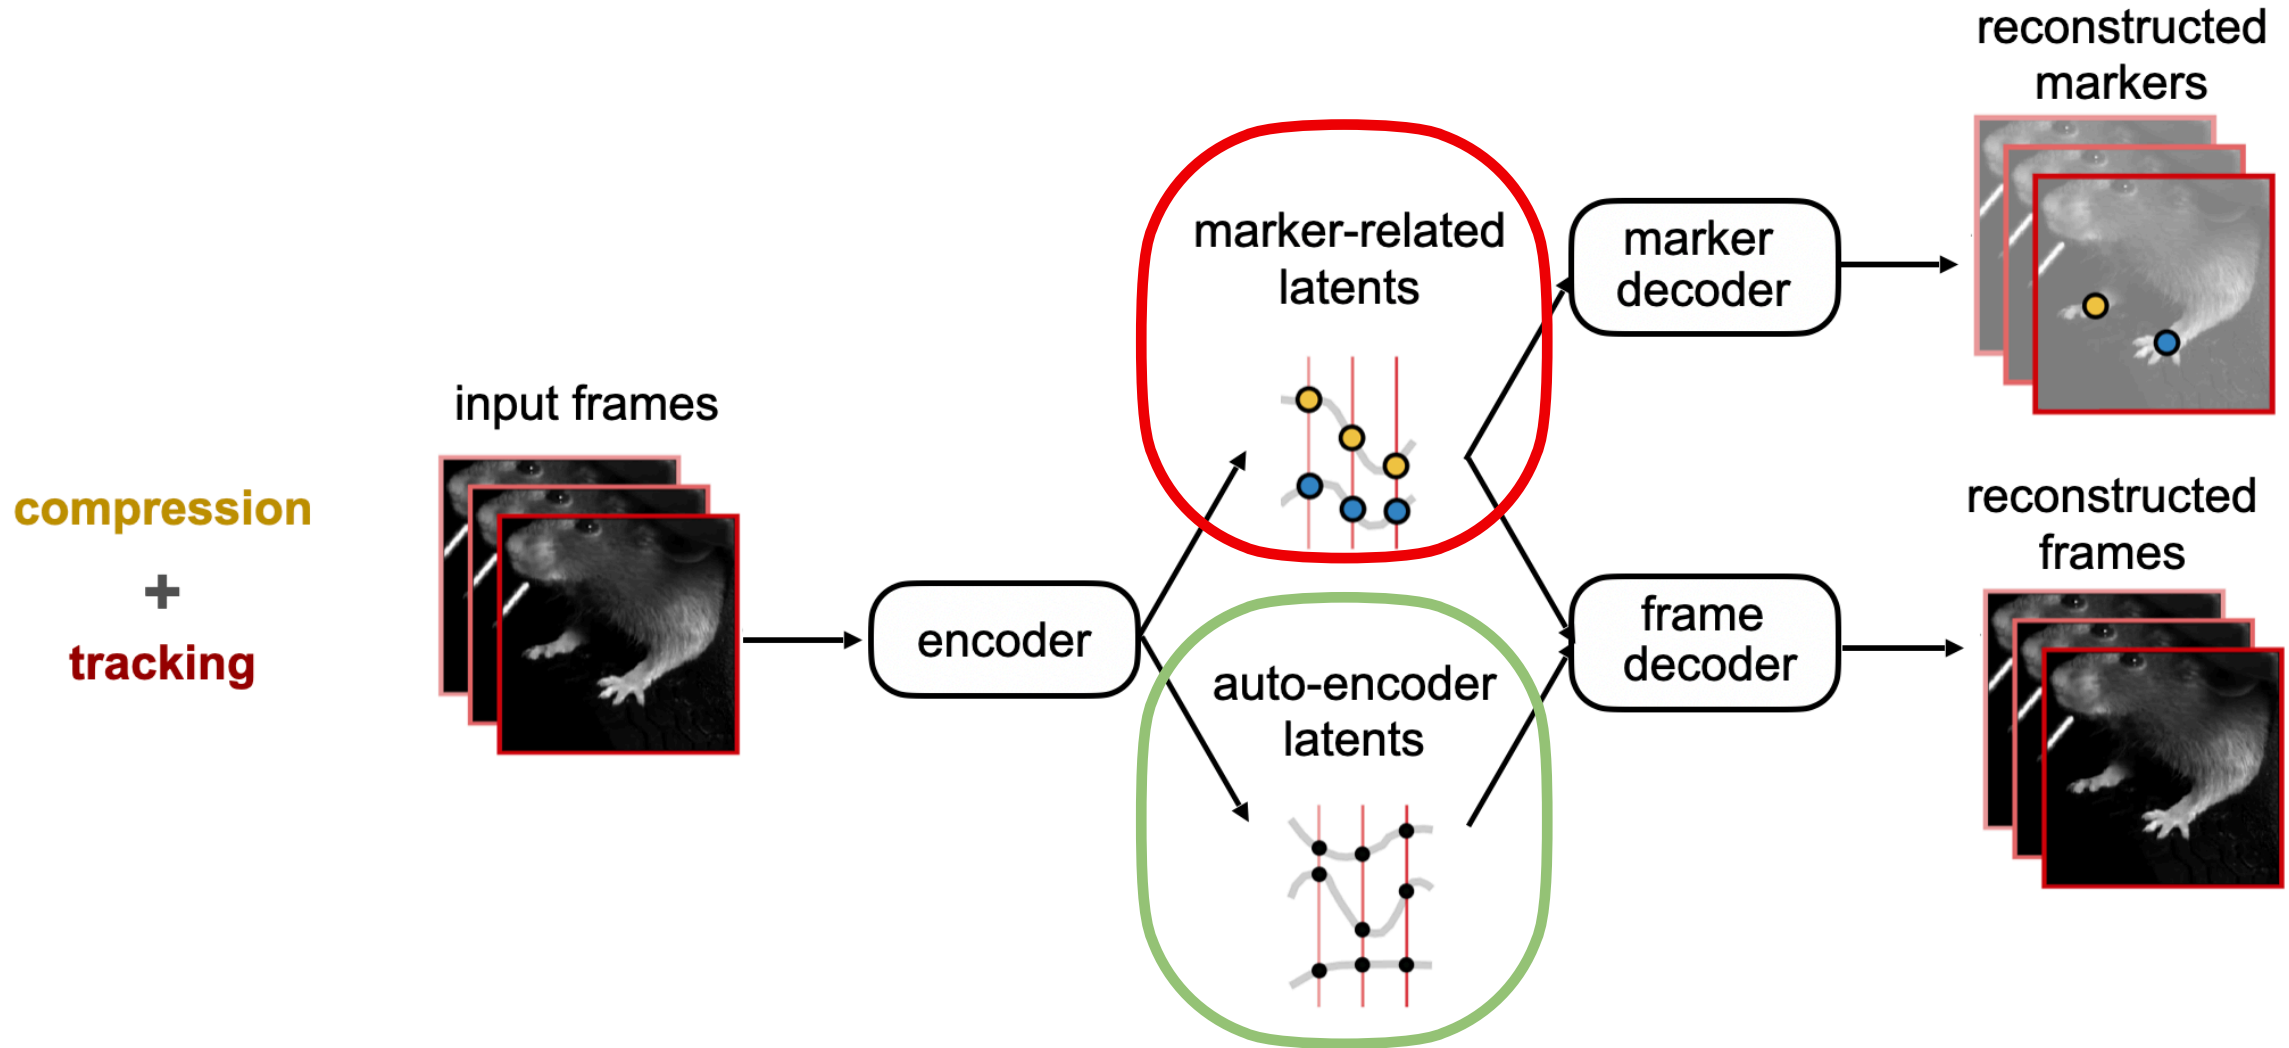 compression
+
tracking
input frames
encoder
marker-related
latents
auto-encoder
latents
marker
decoder
frame
decoder
reconstructed
markers
reconstructed
frames